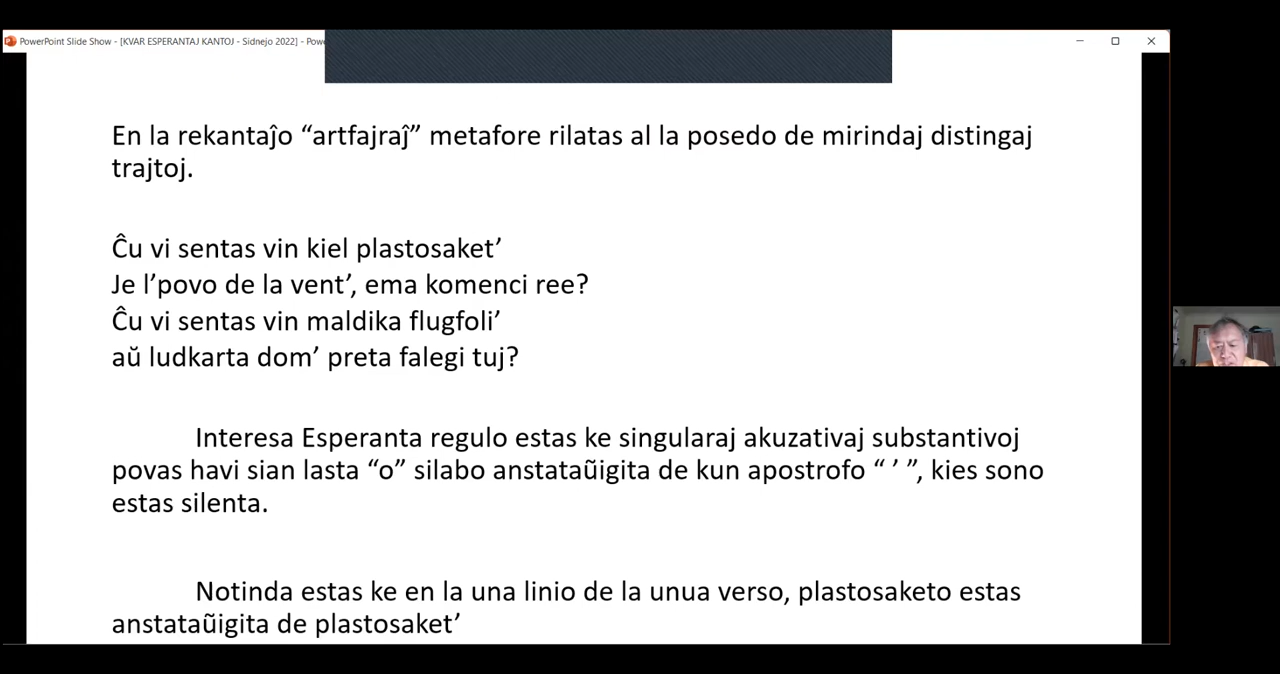 PowerPoint Slide Show - [KVAR ESPERANTAJ KANTOJ - Sidnejo 2022] - Powe
En la rekantaĵo “artfajraĵ” metafore rilatas al la posedo de mirindaj distingaj
trajtoj.
Ĉu vi sentas vin kiel plastosaket’
Je l’povo de la vent’, ema komenci ree?
Ĉu vi sentas vin maldika flugfoli’
aŭ ludkarta dom’ preta falegi tuj?
Interesa Esperanta regulo estas ke singularaj akuzativaj substantivoj
povas havi sian lasta “o” silabo anstataũigita de kun apostrofo “ ’ ”, kies sono
estas silenta.
Notinda estas ke en la una linio de la unua verso, plastosaketo estas
anstataũigita de plastosaket’